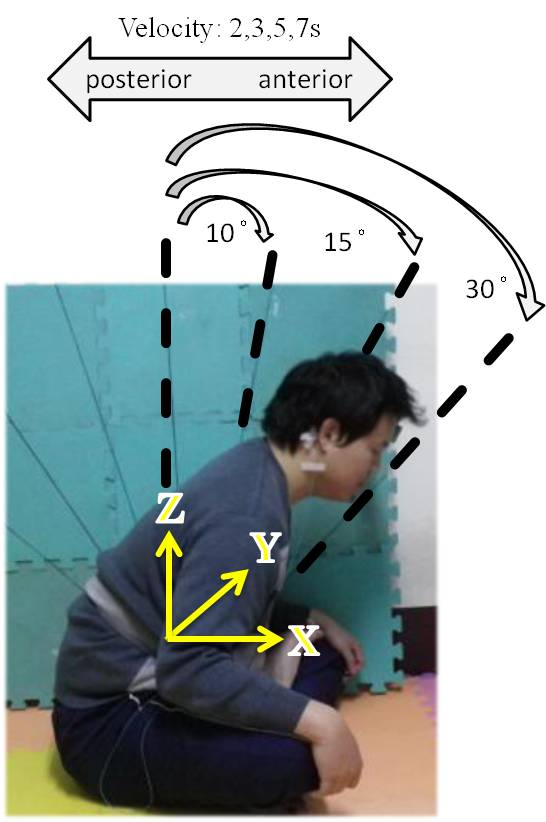 Velocity: 2,3,5,7s
posterior anterior
10°
15°
30°
Z
Y
X